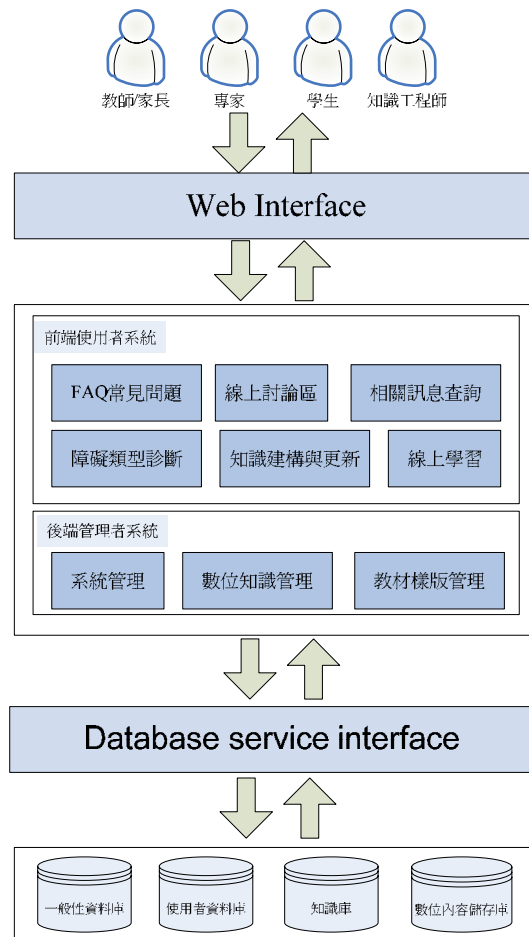 教師/家長 專家 學生 知識工程師
Web Interface
前端使用者系統
FAQ常見問題 線上討論區 相關訊息查詢
障礙類型診斷 知識建構與更新 線上學習
後端管理者系統
系統管理 數位知識管理 教材樣版管理
Database service interface
一般性資料庫 使用者資料庫 知識庫 數位內容儲存庫